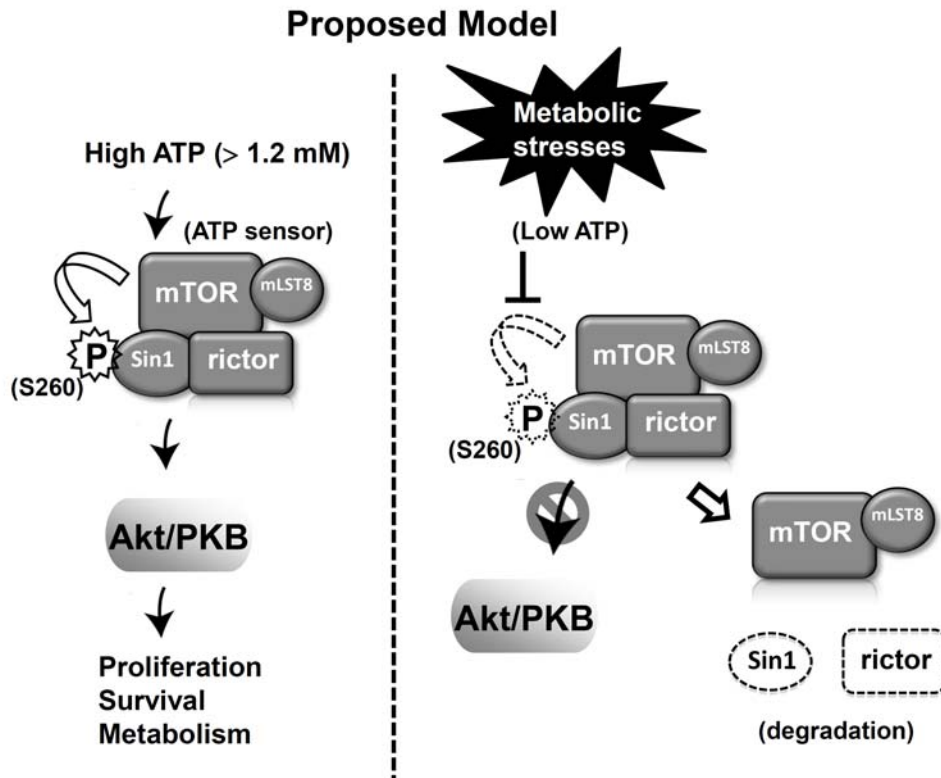 Proposed Model
High ATP (> 1.2 mM)
(ATP sensor)
mTOR
mLST8
P
Sin1
rictor
(S260)
Akt/PKB
Proliferation
Survival
Metabolism
Metabolic
stresses
(Low ATP)
mTOR
mLST8
P
Sin1
rictor
(S260)
Akt/PKB
mTOR
mLST8
Sin1
rictor
(degradation)